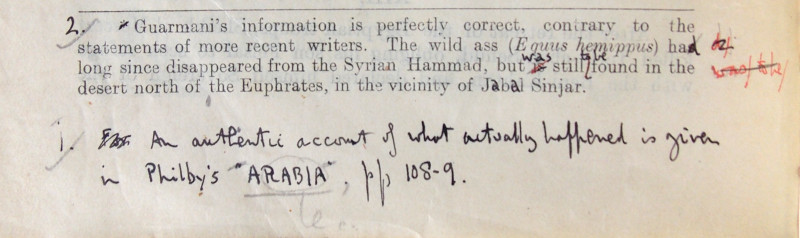 2. * Guarmani's information is perfectly correct, contrary to the
statements of more recent writers. The wild ass (Equus hemippus) had
long since disappeared from the Syrian Hammad, but was still to be found in the
desert north of the Euphrates, in the vicinity of Jabal Sinjar.
1. An authentic account of what actually happened is given
in Philby's "ARABIA", pp 108-9.